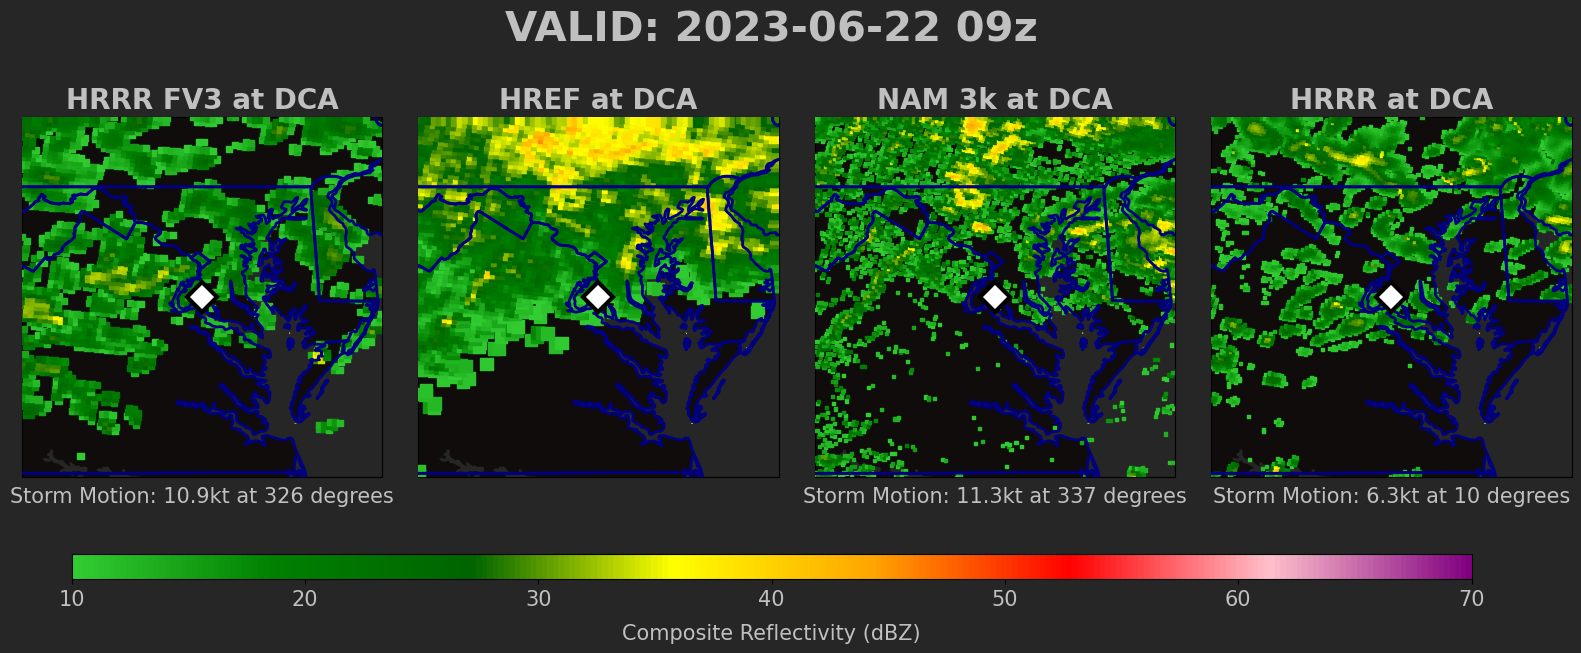 VALID: 2023-06-22 09z
HRRR FV3 at DCA
HREF at DCA
NAM 3k at DCA
HRRR at DCA
Storm Motion: 10.9kt at 326 degrees
Storm Motion: 11.3kt at 337 degrees
Storm Motion: 6.3kt at 10 degrees
10 20 30 40 50 60 70
Composite Reflectivity (dBZ)